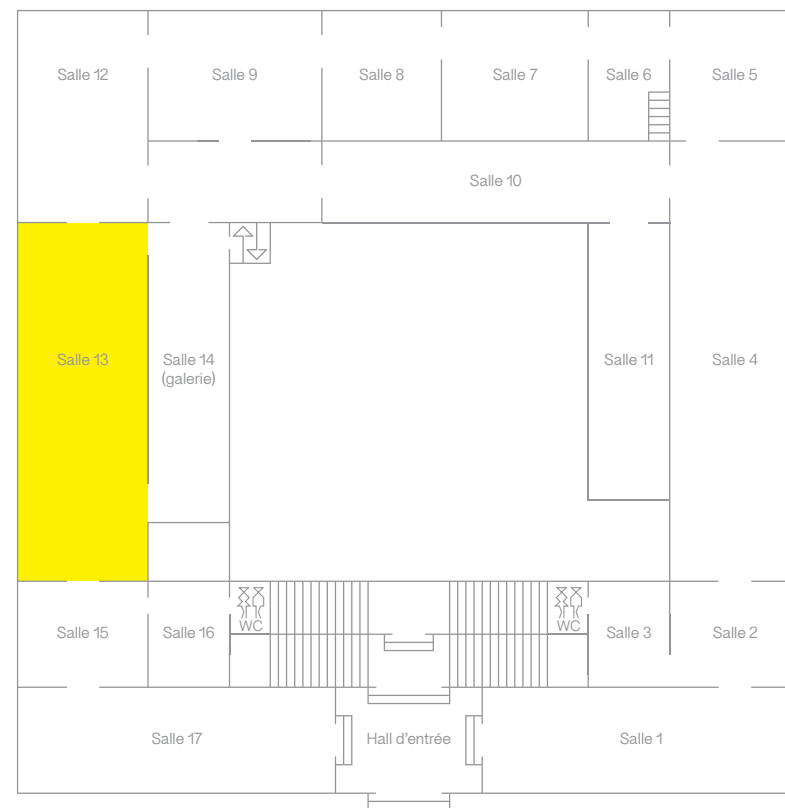 Salle 12
Salle 9
Salle 8
Salle 7
Salle 6
Salle 5
Salle 10
Salle 13
Salle 14
(galerie)
Salle 11
Salle 4
WC
WC
Salle 15
Salle 16
Salle 3
Salle 2
Salle 17
Hall d'entrée
Salle 1